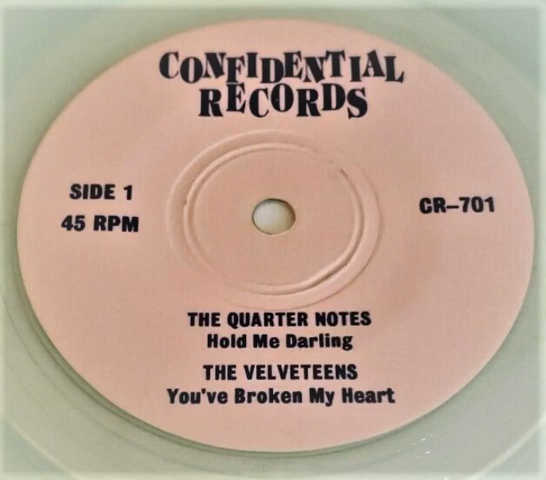 CONFIDENTIAL
RECORDS
SIDE 1
45 RPM
CR-701
THE QUARTER NOTES
Hold Me Darling
THE VELVETEENS
You've Broken My Heart